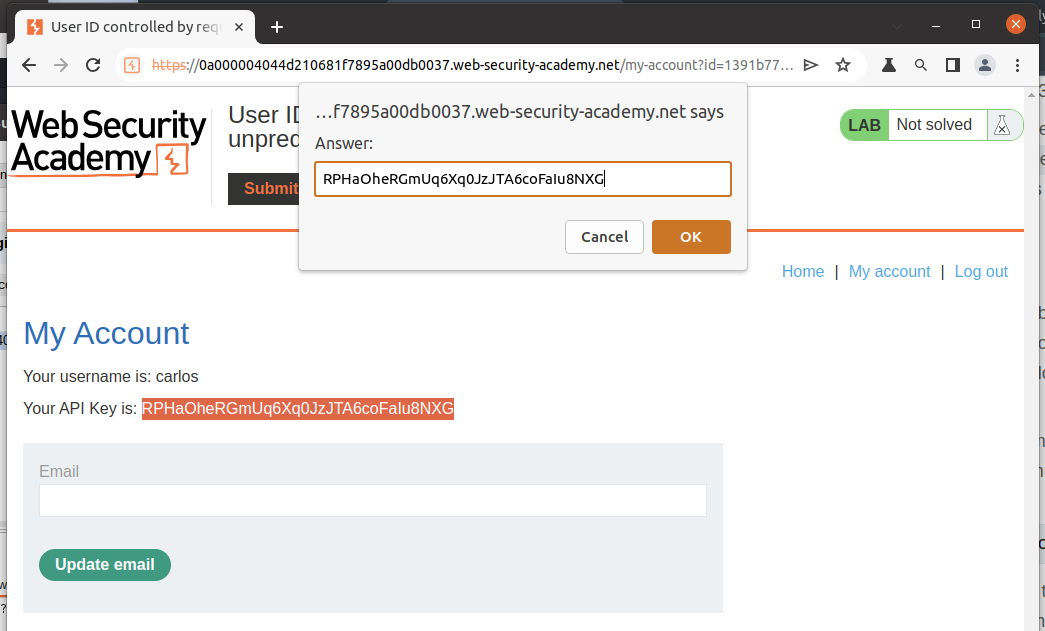 User ID controlled by req
https://0a000004044d210681f7895a00db0037.web-security-academy.net/my-account?id=1391b77...
...f7895a00db0037.web-security-academy.net says
Answer:
RPHaOheRGmUq6Xq0JzJTA6coFaIu8NXG
Cancel
OK
Web Security
Academy
User ID
unpred
Submit
LAB
Not solved
Home | My account | Log out
My Account
Your username is: carlos
Your API Key is: RPHaOheRGmUq6Xq0JzJTA6coFaIu8NXG
Email
Update email